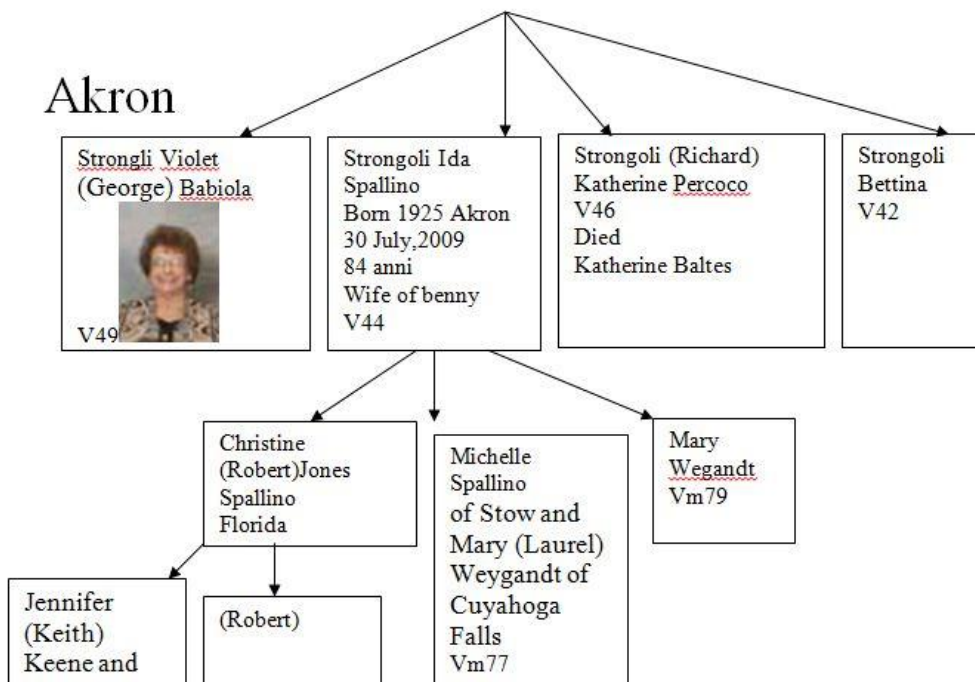 Akron
Strongli Violet
(George) Babiola
V49
Strongoli Ida
Spallino
Born 1925 Akron
30 July,2009
84 anni
Wife of benny
V44
Strongoli (Richard)
Katherine Percoco
V46
Died
Katherine Baltes
Strongoli
Bettina
V42
Christine
(Robert)Jones
Spallino
Florida
Michelle
Spallino
of Stow and
Mary (Laurel)
Weygandt of
Cuyahoga
Falls
Vm77
Mary
Wegandt
Vm79
Jennifer
(Keith)
Keene and
(Robert)